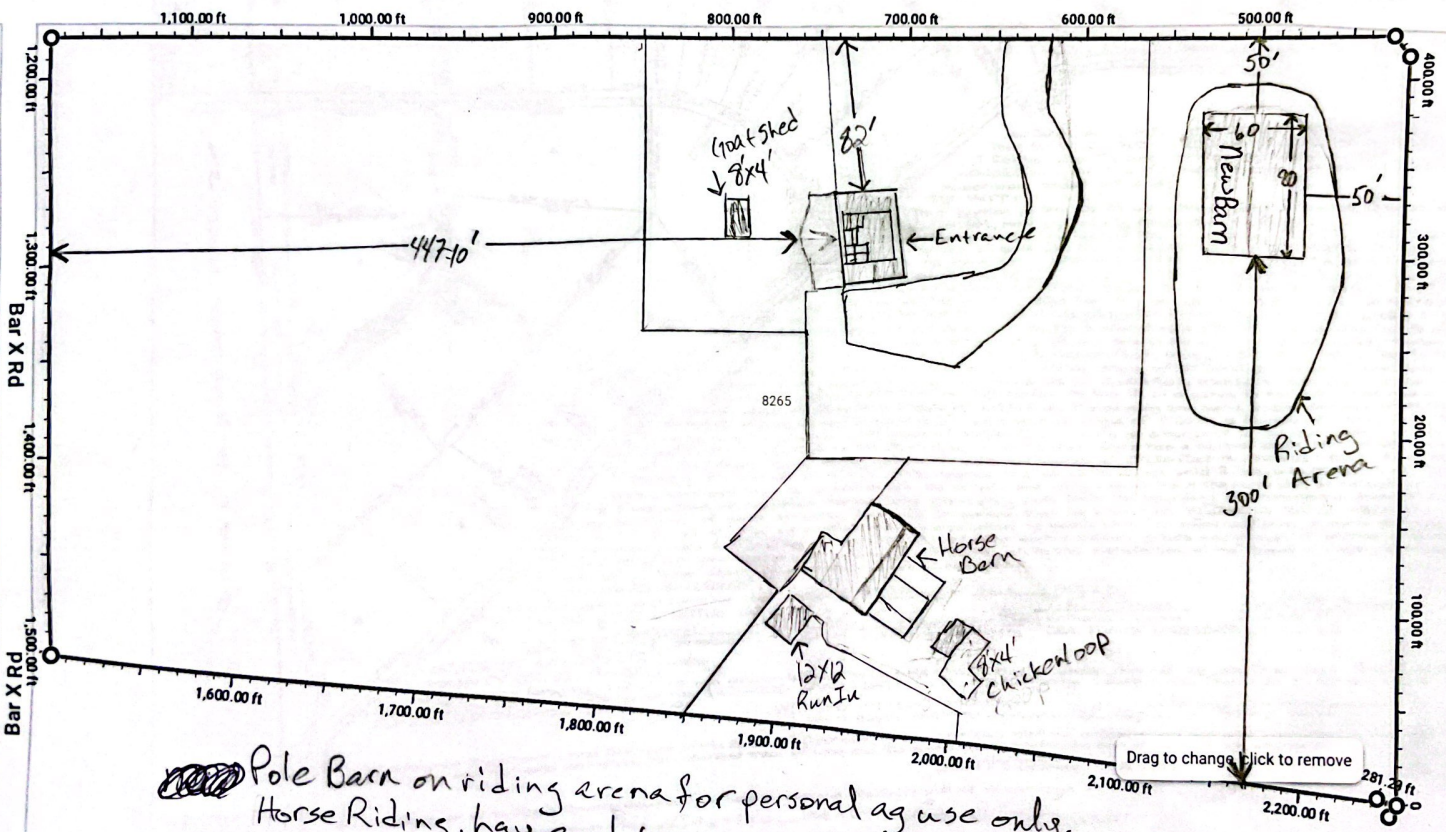 1,100.00 ft
1,000.00 ft
900.00 ft
800.00 ft
700.00 ft
600.00 ft
500.00 ft
400.00 ft
1,200.00 ft
50'
Goat Shed
8'x4'
82'
60
New Barn
80
50'
447-10'
Entrance
1,300.00 ft
300.00 ft
Bar X Rd
8265
Riding
Arena
200.00 ft
1,400.00 ft
300'
Horse
Barn
100.00 ft
1,500.00 ft
Bar X Rd
12x12
Run In
8x4'
Chicken Coop
1,600.00 ft
1,700.00 ft
1,800.00 ft
1,900.00 ft
2,000.00 ft
2,100.00 ft
2,200.00 ft
Drag to change, click to remove
281.29 ft
Pole Barn on riding arena for personal ag use only.
Horse Riding, hay